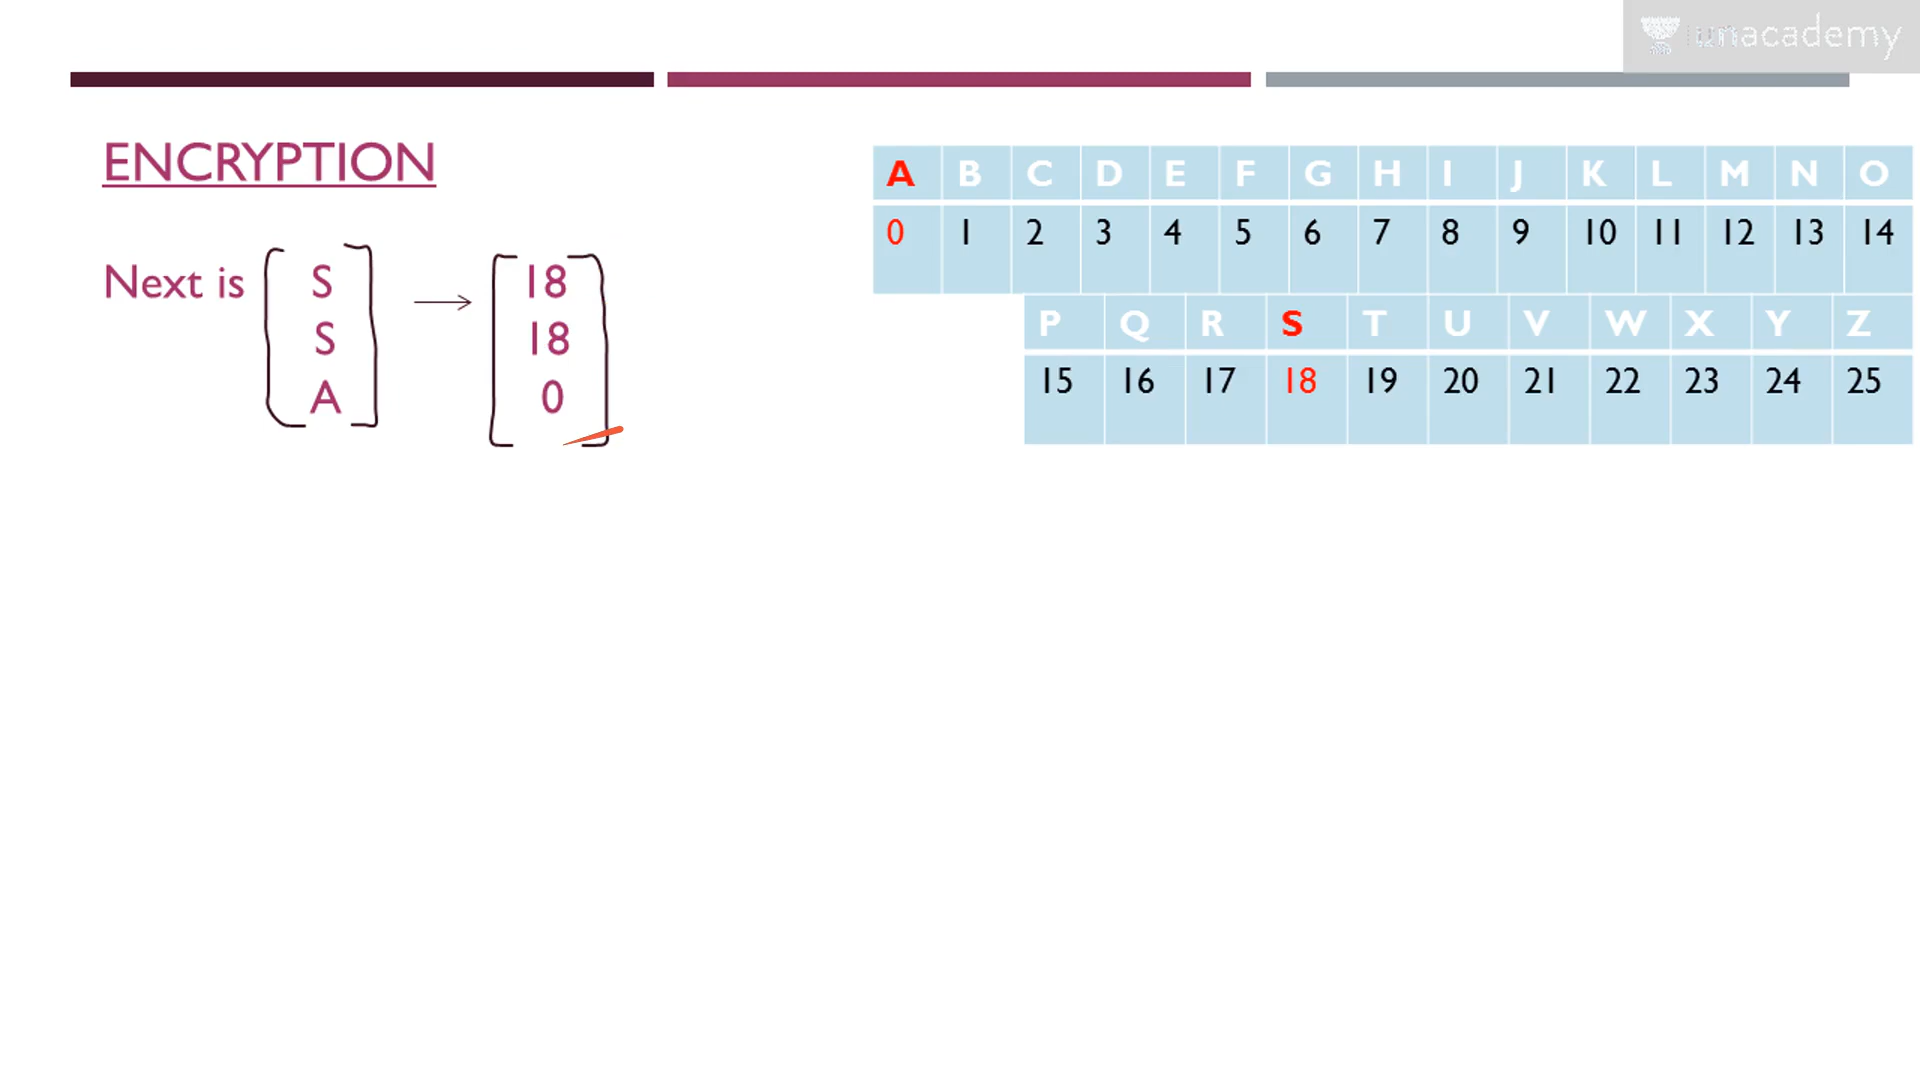 unacademy
ENCRYPTION
Next is S → 18
S 18
A 0
A B C D E F G H I J K L M N O
0 1 2 3 4 5 6 7 8 9 10 11 12 13 14
P Q R S T U V W X Y Z
15 16 17 18 19 20 21 22 23 24 25